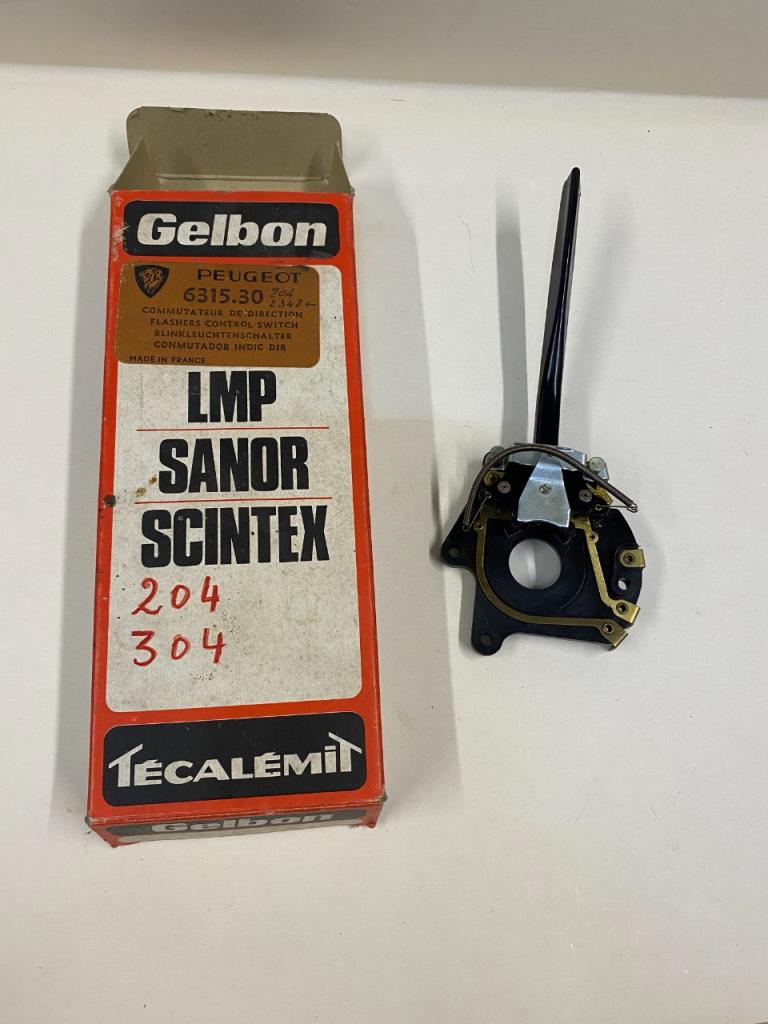 Gelbon
PEUGEOT
6315.30 204
COMMUTATEUR DE DIRECTION
FLASHERS CONTROL SWITCH
BLINKLEUCHTENSCHALTER
CONMUTADOR INDIC DIR
MADE IN FRANCE
LMP
SANOR
SCINTEX
204
304
TÉCALÉMIT
Gelbon